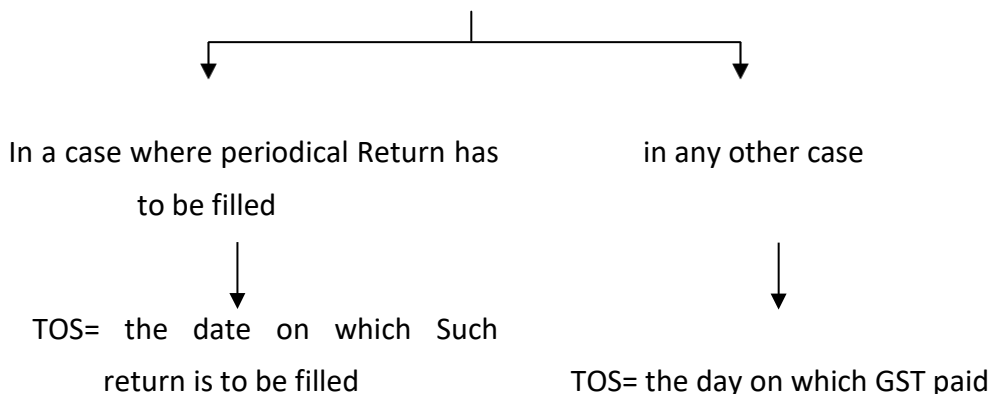 In a case where periodical Return has
to be filled
in any other case
TOS= the date on which Such
return is to be filled
TOS= the day on which GST paid